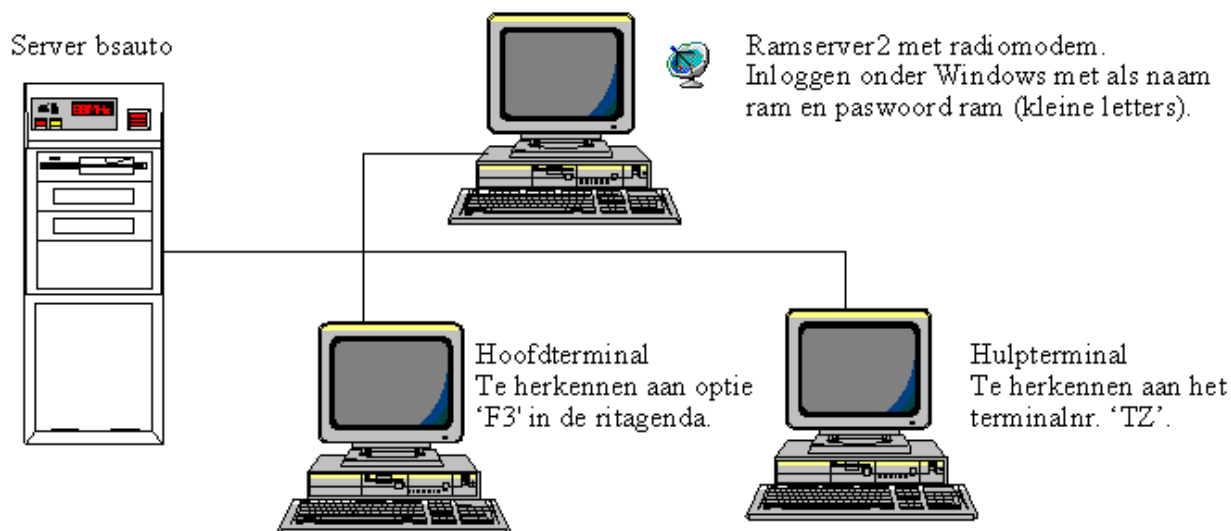 Server bsauto
Ramserver2 met radiomodem.
Inloggen onder Windows met als naam
ram en paswoord ram (kleine letters).
Hoofdterminal
Te herkennen aan optie
‘F3' in de ritagenda.
Hulpterminal
Te herkennen aan het
terminalnr. ‘TZ’.